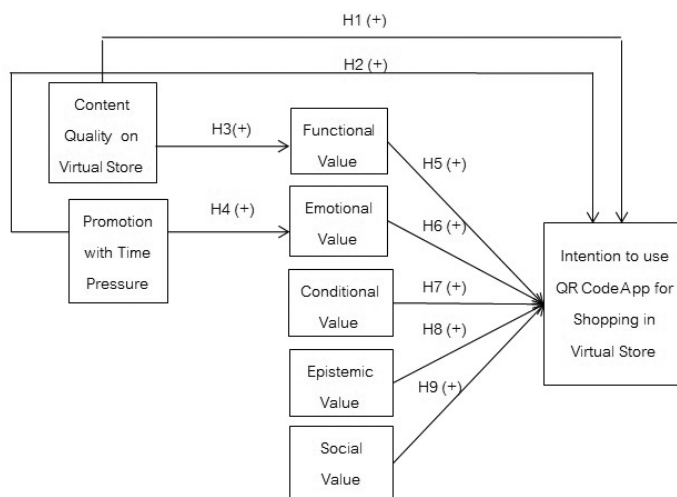 H1 (+)
H2 (+)
Content
Quality on
Virtual Store
H3(+)
Functional
Value
H5 (+)
Promotion
with Time
Pressure
H4 (+)
Emotional
Value
H6 (+)
Conditional
Value
H7 (+)
H8 (+)
Epistemic
Value
H9 (+)
Social
Value
Intention to use
QR Code App for
Shopping in
Virtual Store